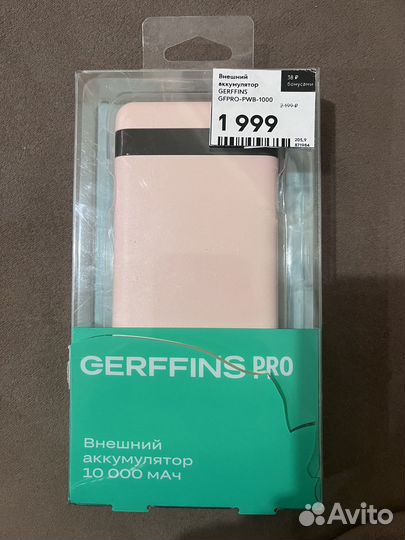 Внешний
аккумулятор
GERFFINS
GFPRO-PWB-1000
38 ₽
бонусами
2 199 ₽
1 999
205,9
871984
GERFFINS PRO
Внешний
аккумулятор
10 000 мАч
Avito